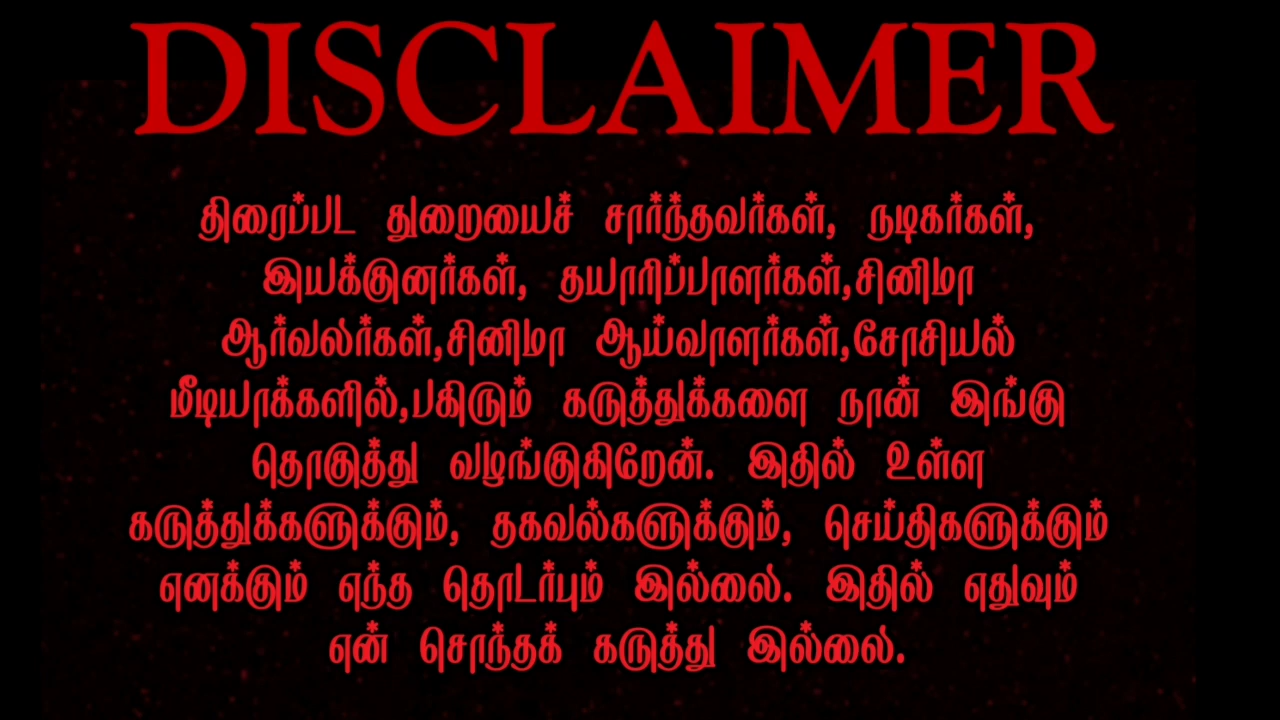 DISCLAIMER
திரைப்பட துறையைச் சார்ந்தவர்கள், நடிகர்கள்,
இயக்குனர்கள், தயாரிப்பாளர்கள்,சினிமா
ஆர்வலர்கள்,சினிமா ஆய்வாளர்கள்,சோசியல்
மீடியாக்களில்,பகிரும் கருத்துக்களை நான் இங்கு
தொகுத்து வழங்குகிறேன். இதில் உள்ள
கருத்துக்களுக்கும், தகவல்களுக்கும், செய்திகளுக்கும்
எனக்கும் எந்த தொடர்பும் இல்லை. இதில் எதுவும்
என் சொந்தக் கருத்து இல்லை.